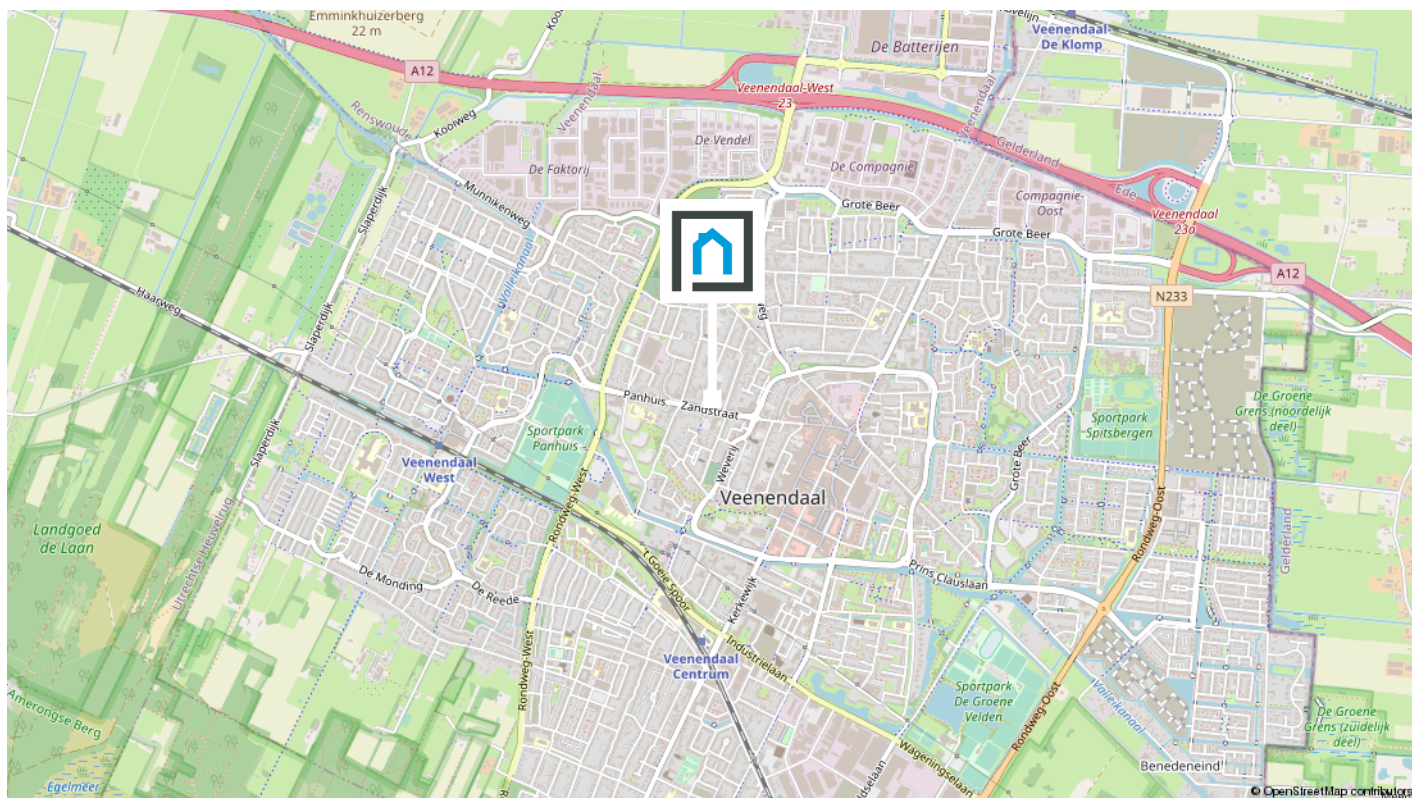 Emminkhuizerberg
22 m
Veenendaal-
De Klomp
De Batterijen
A12
Veenendaal-West
23
Renswoude
Kooiweg
Veenendaal
Veenendaal
Gelderland
De Vendel
De Faktorij
De Compagnie
Ede
Compagnie-
Oost
Munnikenweg
Slaperdijk
Grote Beer
Grote Beer
Veenendaal
23a
A12
N233
Valleikanaal
Haarweg
Slaperdijk
Panhuis
Zandstraat
Sportpark
Panhuis
Sportpark
Spitsbergen
De Groene
Grens (noordelijk
deel)
Slaperdijk
Veenendaal
West
Weverij
Grote Beer
Veenendaal
Rondweg-West
Landgoed
de Laan
Utrechtse Heuvelrug
Rondweg-Oost
Gelderland
't Goeie Spoor
De Monding
De Reede
Prins Clauslaan
Kerkewijk
Industrielaan
Veenendaal
Centrum
Rondweg-West
Sportpark
De Groene
Velden
Valleikanaal
Rondweg-Oost
Amerongse Berg
De Groene
Grens (zuidelijk
deel)
Wageningselaan
Benedeneind
Egelmeer
© OpenStreetMap contributors